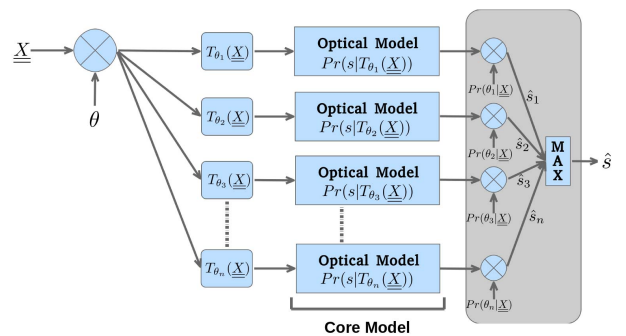 X
θ
T_θ1(X)
Optical Model
Pr(s|T_θ1(X))
Pr(θ1|X)
ŝ1
T_θ2(X)
Optical Model
Pr(s|T_θ2(X))
Pr(θ2|X)
ŝ2
T_θ3(X)
Optical Model
Pr(s|T_θ3(X))
Pr(θ3|X)
ŝ3
T_θn(X)
Optical Model
Pr(s|T_θn(X))
Pr(θn|X)
ŝn
MAX
ŝ
Core Model